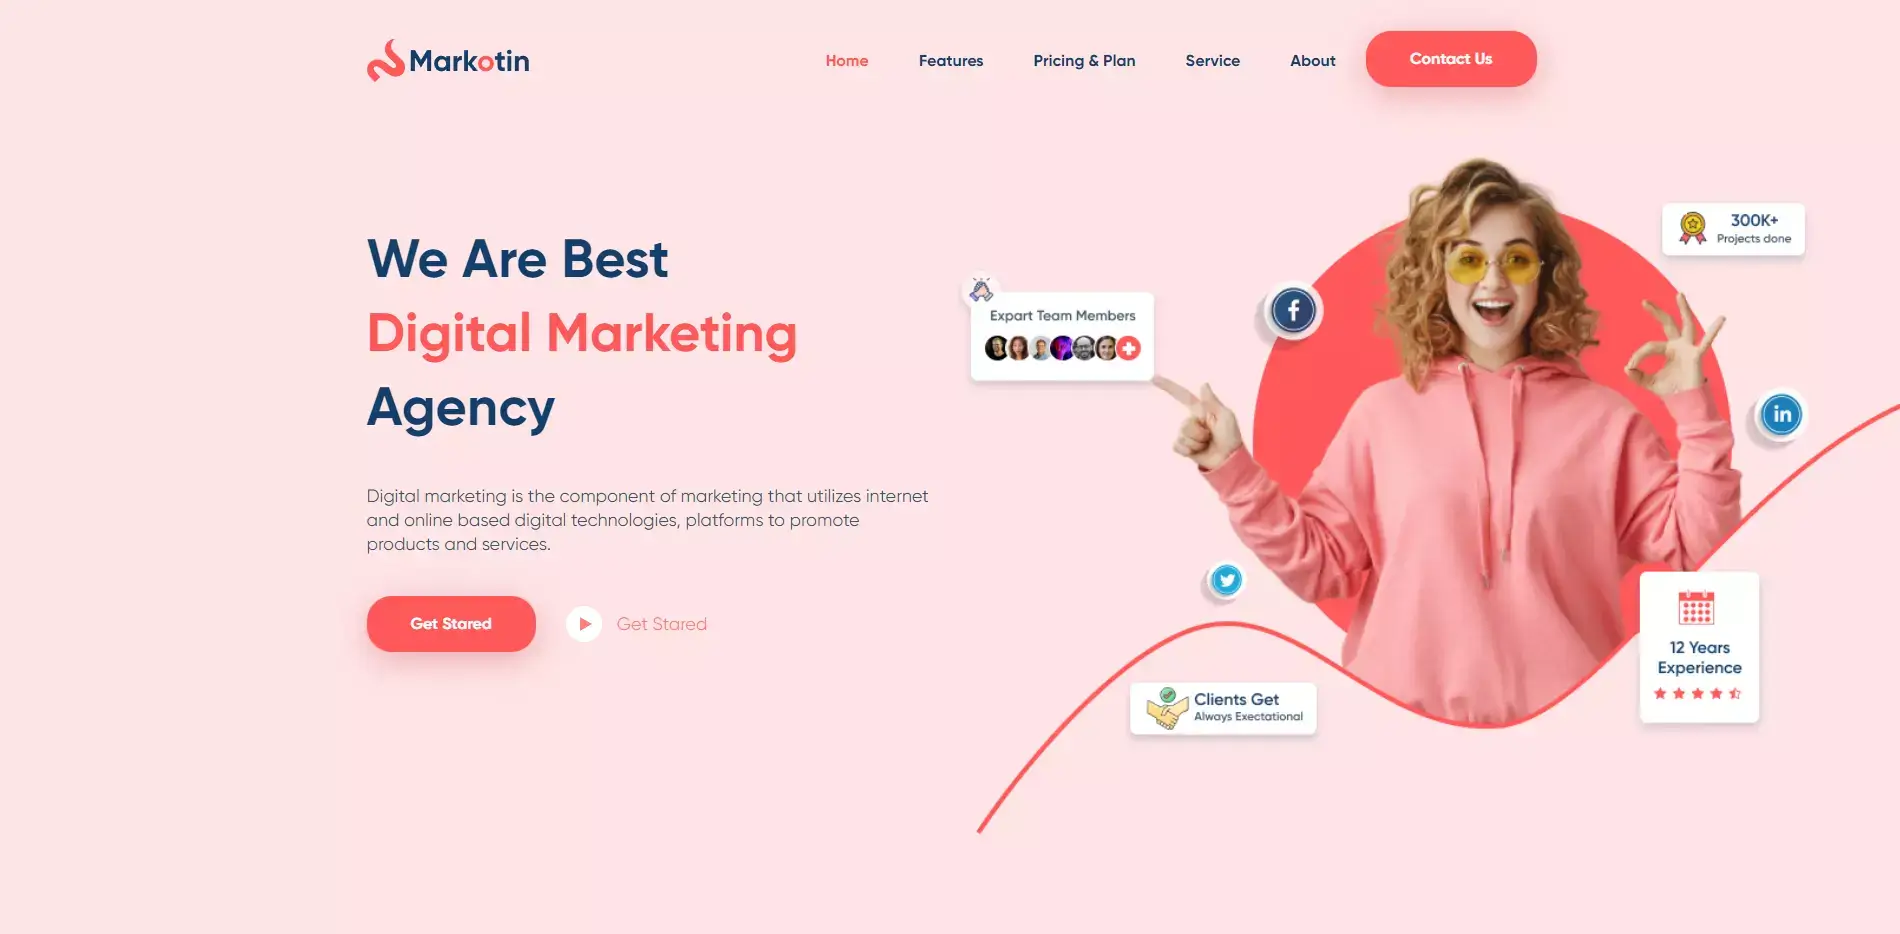 Markotin
Home
Features
Pricing & Plan
Service
About
Contact Us
We Are Best
Digital Marketing
Agency
Digital marketing is the component of marketing that utilizes internet
and online based digital technologies, platforms to promote
products and services.
Get Stared
Get Stared
Expart Team Members
f
300K+
Projects done
in
12 Years
Experience
Clients Get
Always Exectational